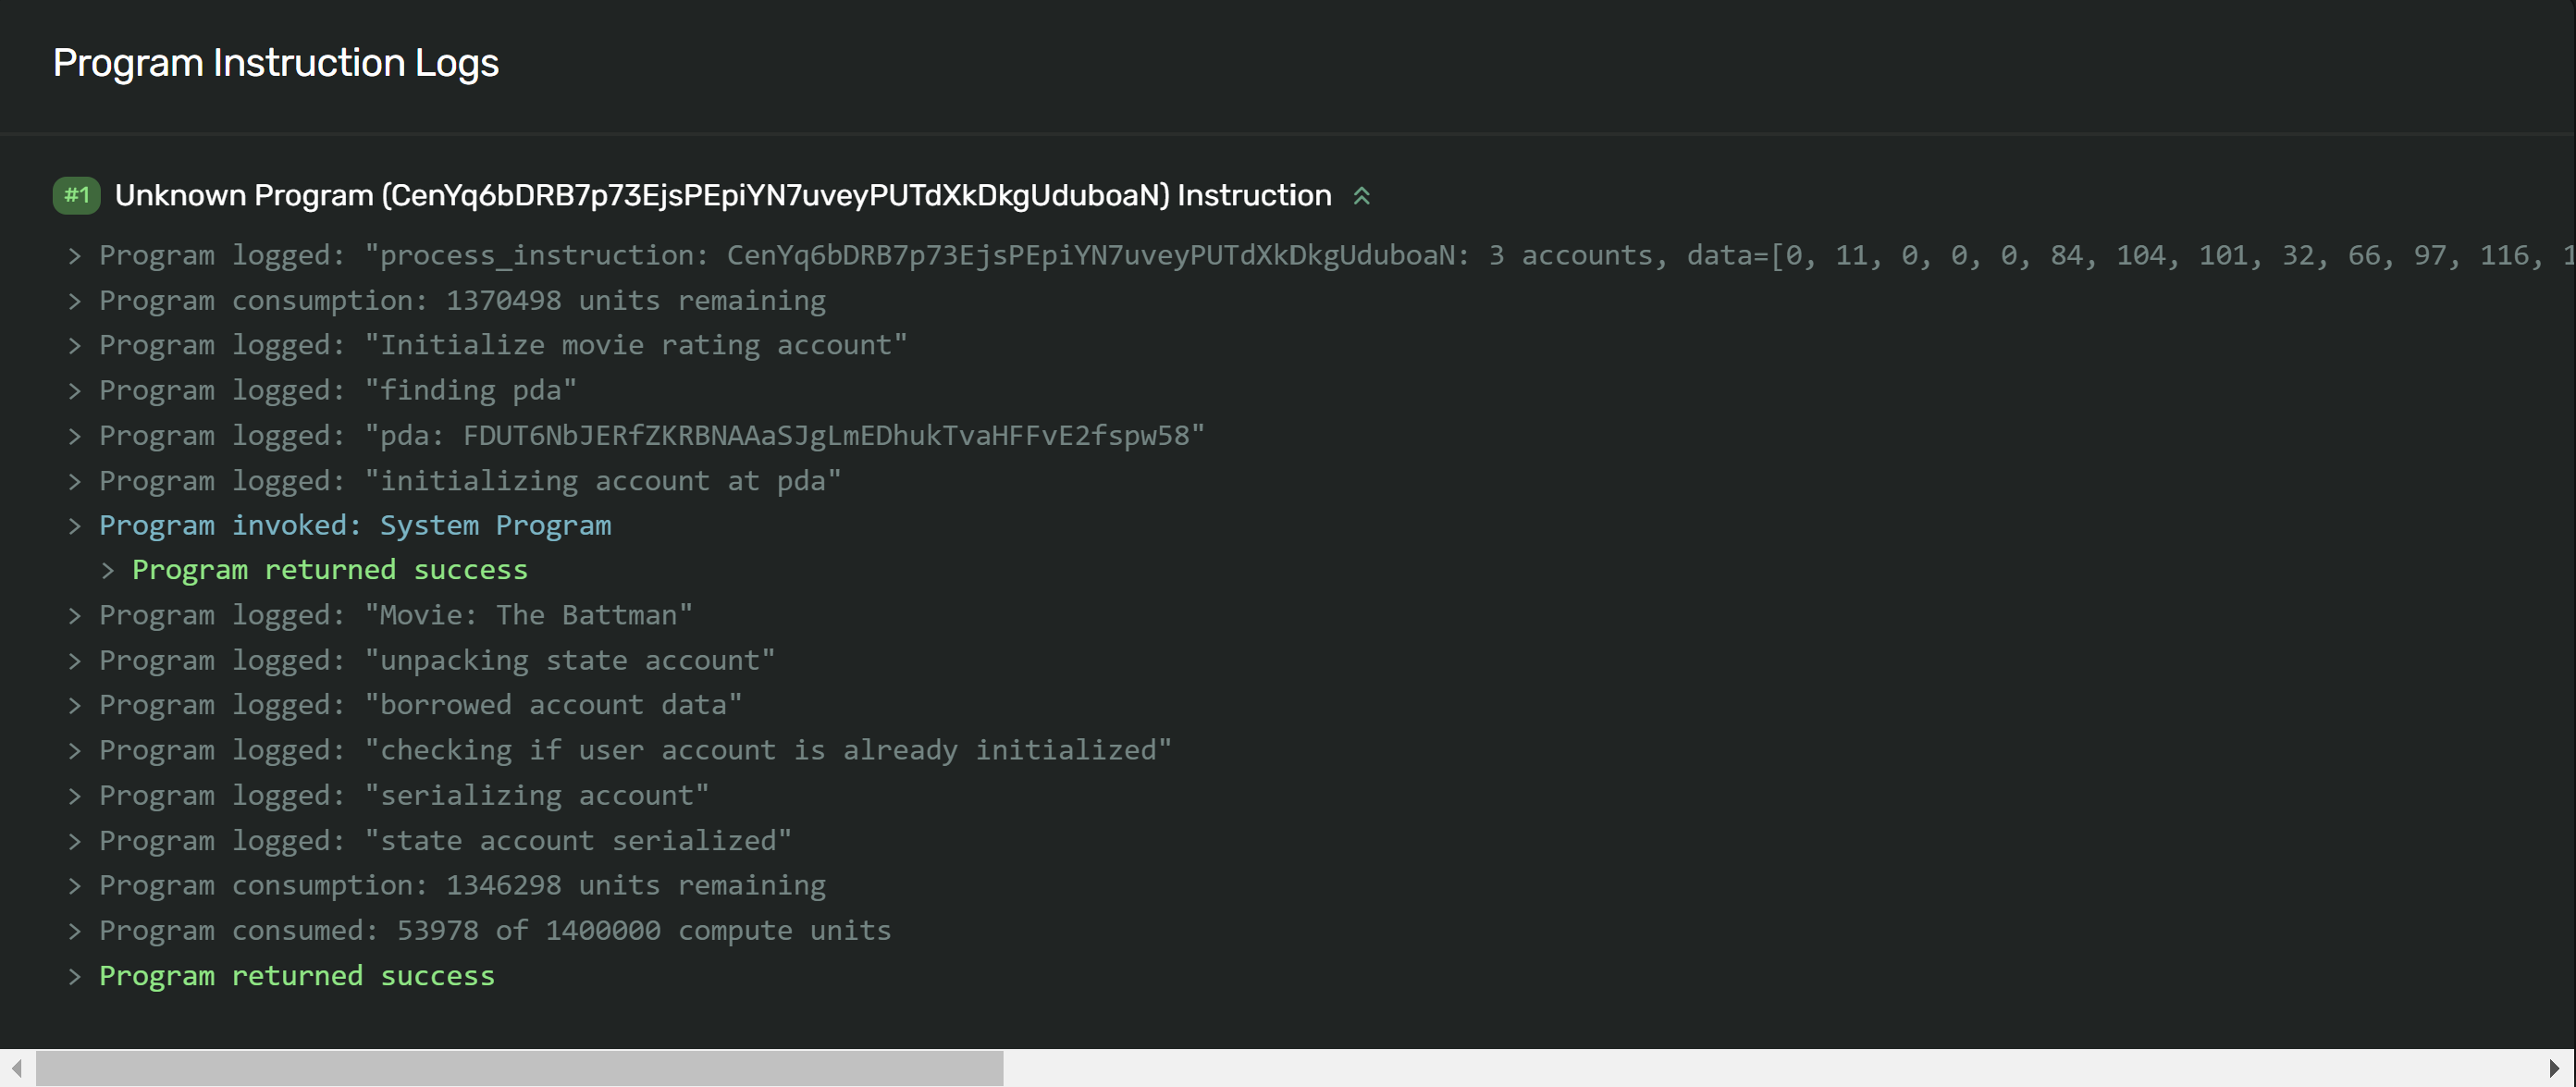 Program Instruction Logs
#1 Unknown Program (CenYq6bDRB7p73EjsPEpiYN7uveyPUTdXkDkgUduboaN) Instruction
> Program logged: "process_instruction: CenYq6bDRB7p73EjsPEpiYN7uveyPUTdXkDkgUduboaN: 3 accounts, data=[0, 11, 0, 0, 0, 84, 104, 101, 32, 66, 97, 116, 1
> Program consumption: 1370498 units remaining
> Program logged: "Initialize movie rating account"
> Program logged: "finding pda"
> Program logged: "pda: FDUT6NbJERfZKRBNAAaSJgLmEDhukTvaHFFvE2fspw58"
> Program logged: "initializing account at pda"
> Program invoked: System Program
> Program returned success
> Program logged: "Movie: The Battman"
> Program logged: "unpacking state account"
> Program logged: "borrowed account data"
> Program logged: "checking if user account is already initialized"
> Program logged: "serializing account"
> Program logged: "state account serialized"
> Program consumption: 1346298 units remaining
> Program consumed: 53978 of 1400000 compute units
> Program returned success